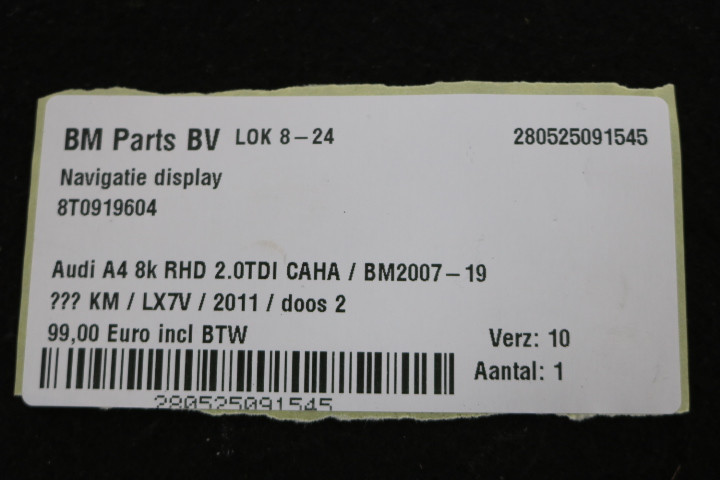 BM Parts BV LOK 8-24 280525091545
Navigatie display
8T0919604
Audi A4 8k RHD 2.0TDI CAHA / BM2007-19
??? KM / LX7V / 2011 / doos 2
99,00 Euro incl BTW Verz: 10
Aantal: 1
280525091545